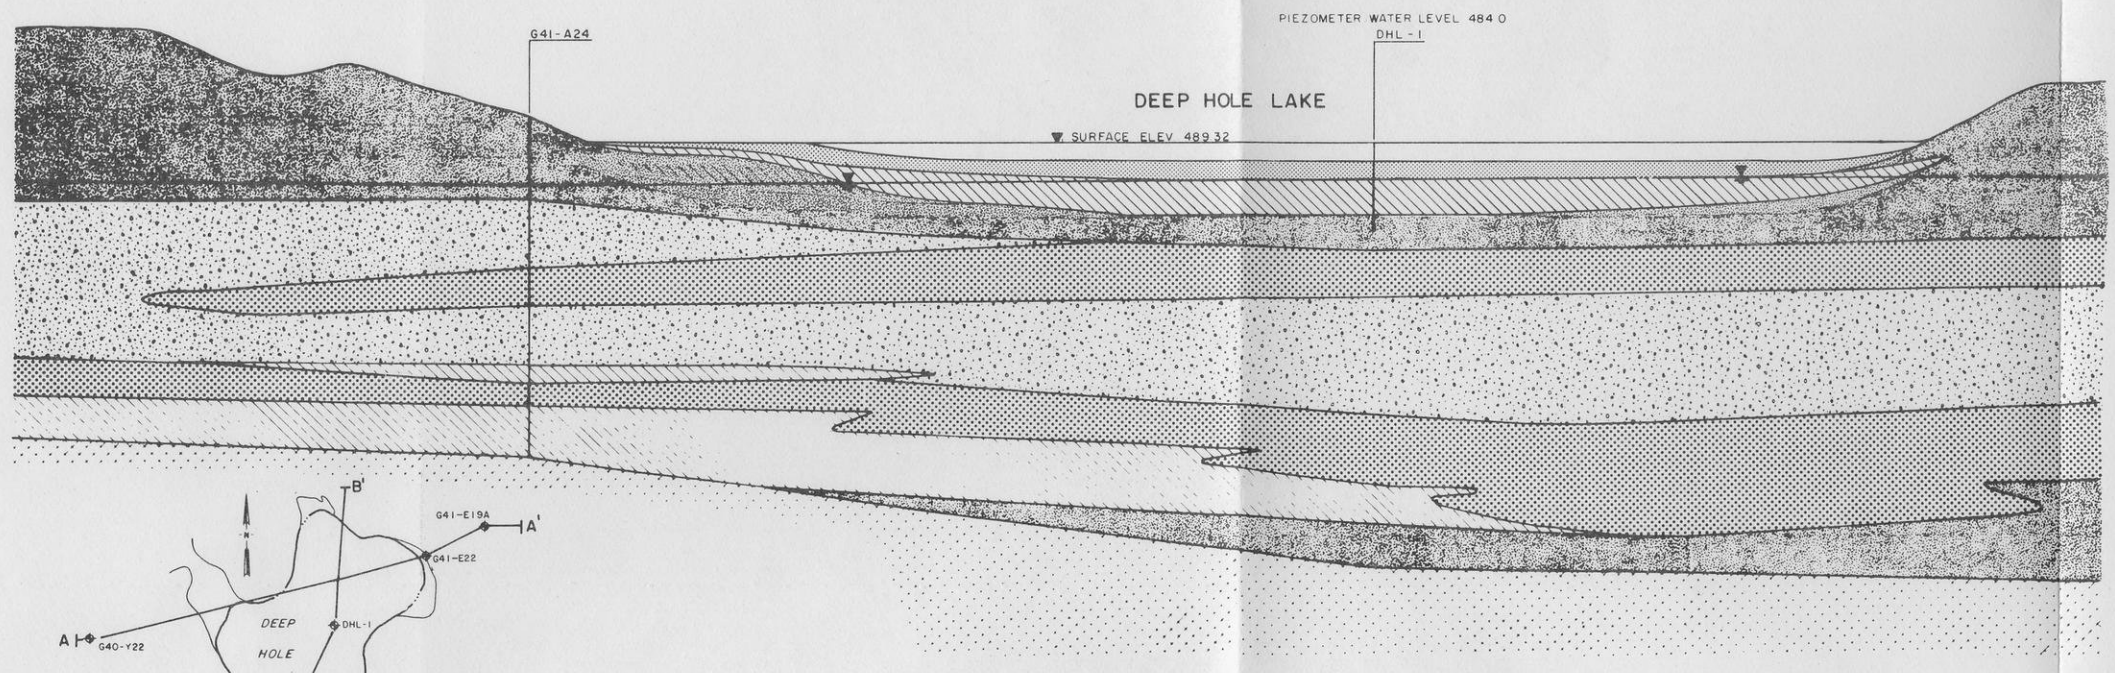 PIEZOMETER WATER LEVEL 484 0
G41-A24
DHL-1
DEEP HOLE LAKE
SURFACE ELEV 489 32
B'
G41-E19A
A'
N
G41-E22
DEEP
DHL-1
A
G40-Y22
HOLE